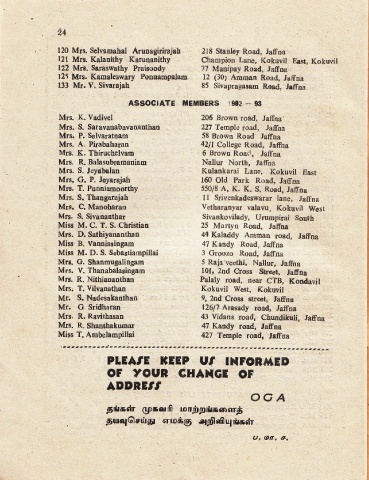 24
120 Mrs. Selvamahal Arunagirirajah 218 Stanley Road, Jaffna
121 Mrs. Kalanithy Karunanithy Champion Lane, Kokuvil East, Kokuvil
122 Mrs. Saraswathy Pruisoody 77 Manipay Road, Jaffna
125 Mrs. Kamaleswary Ponnampalam 12 (30) Amman Road, Jaffna
133 Mr. V. Sivarajah 85 Sivapragasam Road, Jaffna
ASSOCIATE MEMBERS 1992 — 93
Mrs. K. Vadivel 206 Brown road, Jaffna
Mrs. S. Saravanabavananthan 227 Temple road, Jaffna
Mrs. P. Selvaratnam 58 Brown Road Jaffna
Mrs. A. Pirabaharan 42/1 College Road, Jaffna
Mrs. K. Thiruchelvam 6 Brown Road, Jaffna
Mrs. R. Balasubramaniam Nallur North, Jaffna
Mrs. S. Jeyabalan Kulankarai Lane, Kokuvil East
Mrs. G. P. Jeyarajah 160 Old Park Road, Jaffna
Mrs. T. Punniamoorthy 550/8 A, K. K. S. Road, Jaffna
Mrs. S. Thangarajah 11 Srivenkadeswarar lane, Jaffna
Mrs. C. Manoharan Vetharanyar valavu, Kokuvil West
Mrs. S. Sivananthar Sivankovilady, Urumpirai South
Miss M. C. T. S. Christian 25 Martyn Road, Jaffna
Mrs. D. Sathiyananthan 44 Kaladdy Amman road, Jaffna
Miss B. Vannisingam 47 Kandy Road, Jaffna
Miss M. D. S. Sebastiampillai 3 Groozo Road, Jaffna
Mrs. G. Shanmugalingam 5 Raja veethi, Nallur, Jaffna
Mrs. V. Thanabalasingam 101, 2nd Cross Street, Jaffna
Mrs. R. Nithiananthan Palaly road, near CTB, Kondavil
Mrs. T. Vilvanathan Kokuvil West, Kokuvil
Mr. S. Nadesakanthan 9, 2nd Cross street, Jaffna
Mr. G Sridharan 126/7 Arasady road, Jaffna
Mrs. R. Ravithasan 43 Vidans road, Chundikuli, Jaffna
Mrs. R. Shanthakumar 47 Kandy road, Jaffna
Miss T. Ambalampillai 427 Temple road, Jaffna
PLEASE KEEP US INFORMED
OF YOUR CHANGE OF
ADDRESS
OGA
தங்கள் முகவரி மாற்றங்களைத்
தயவுசெய்து எமக்கு அறிவியுங்கள்
ப. மா. ச.